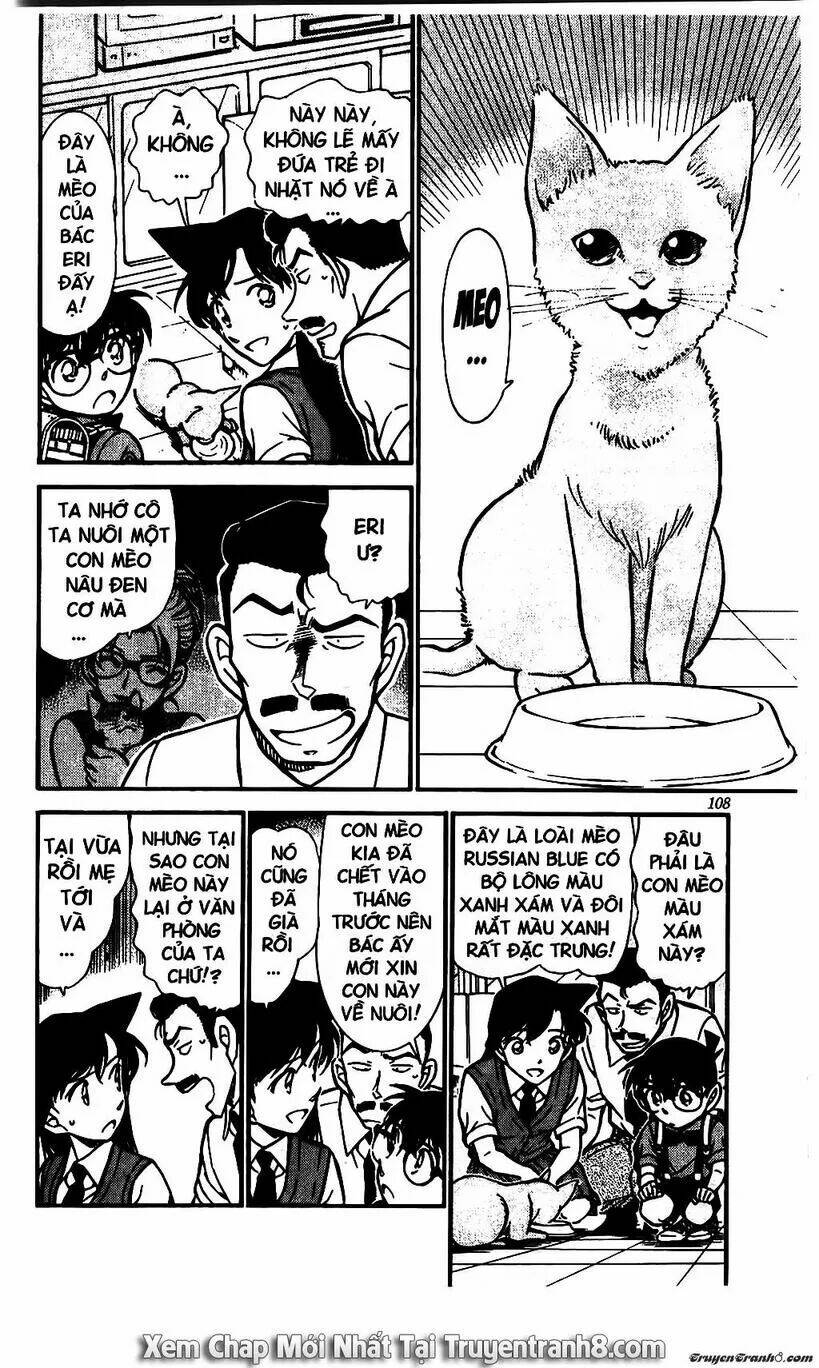 MEO
...
NÀY NÀY,
KHÔNG LẼ MẤY
ĐỨA TRẺ ĐI
NHẶT NÓ VỀ À
...
À,
KHÔNG
...
ĐÂY
LÀ
MÈO
CỦA
BÁC
ERI
ĐẤY
Ạ!
ERI
Ư?
TA NHỚ CÔ
TA NUÔI MỘT
CON MÈO
NÂU ĐEN
CƠ MÀ
...
108
ĐÂU
PHẢI LÀ
CON MÈO
MÀU
XÁM
NÀY?
ĐÂY LÀ LOÀI MÈO
RUSSIAN BLUE CÓ
BỘ LÔNG MÀU
XANH XÁM VÀ ĐÔI
MẮT MÀU XANH
RẤT ĐẶC TRƯNG!
CON MÈO
KIA ĐÃ
CHẾT VÀO
THÁNG
TRƯỚC NÊN
BÁC ẤY
MỚI XIN
CON NÀY
VỀ NUÔI!
NÓ
CŨNG
ĐÃ
GIÀ
RỒI
...
NHƯNG TẠI
SAO CON
MÈO NÀY
LẠI Ở VĂN
PHÒNG
CỦA TA
CHỨ!?
TẠI VỪA
RỒI MẸ
TỚI
VÀ
...
Xem Chap Mới Nhất Tại Truyentranh8.com
TruyenTranh8.com